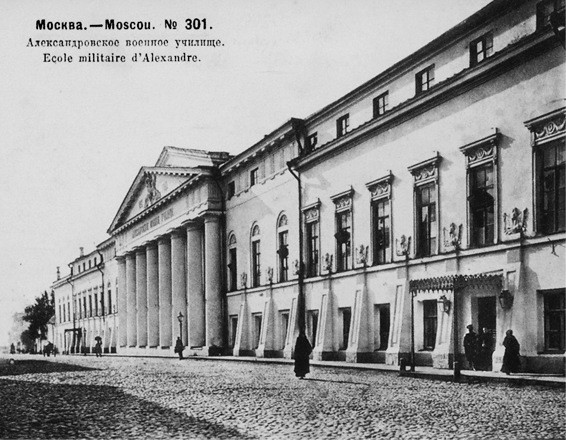 Москва.—Moscou. № 301.
Александровское военное училище.
Ecole militaire d'Alexandre.